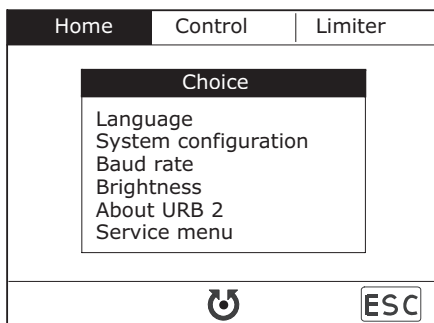 Home Control Limiter
Choice
Language
System configuration
Baud rate
Brightness
About URB 2
Service menu
ESC